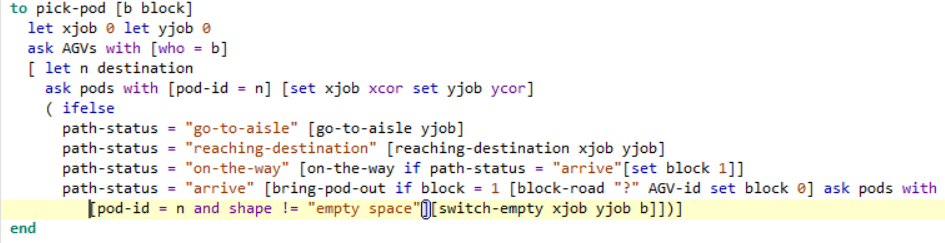 to pick-pod [b block]
let xjob 0 let yjob 0
ask AGVs with [who = b]
[ let n destination
ask pods with [pod-id = n] [set xjob xcor set yjob ycor]
( ifelse
path-status = "go-to-aisle" [go-to-aisle yjob]
path-status = "reaching-destination" [reaching-destination xjob yjob]
path-status = "on-the-way" [on-the-way if path-status = "arrive"[set block 1]]
path-status = "arrive" [bring-pod-out if block = 1 [block-road "?" AGV-id set block 0] ask pods with
[pod-id = n and shape != "empty space"][switch-empty xjob yjob b]])]
end